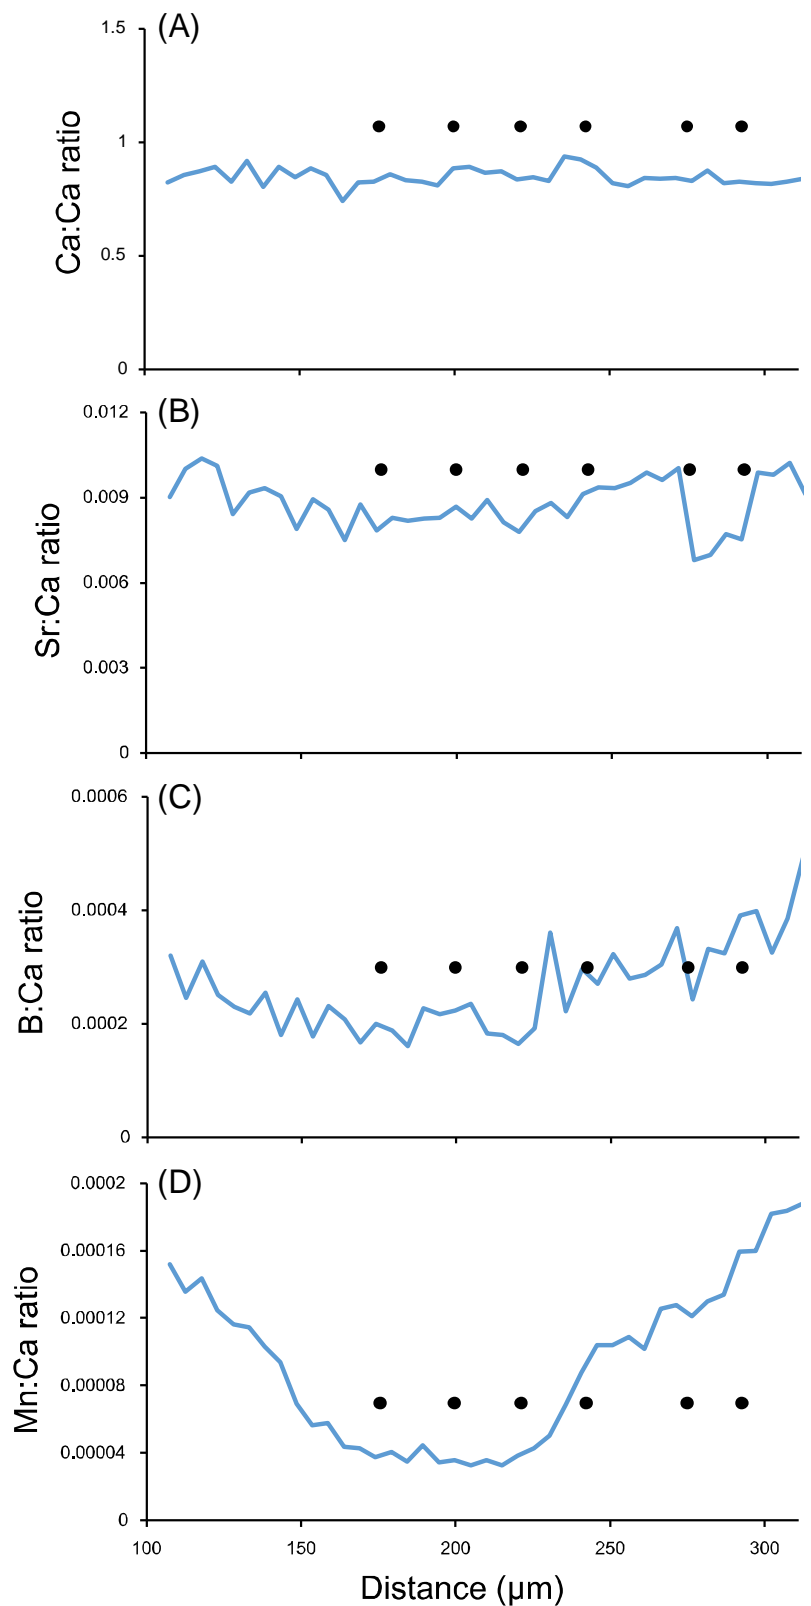 (A)
1.5
1
0.5
0
Ca:Ca ratio
(B)
0.012
0.009
0.006
0.003
0
Sr:Ca ratio
(C)
0.0006
0.0004
0.0002
0
B:Ca ratio
(D)
0.0002
0.00016
0.00012
0.00008
0.00004
0
Mn:Ca ratio
100 150 200 250 300
Distance (µm)